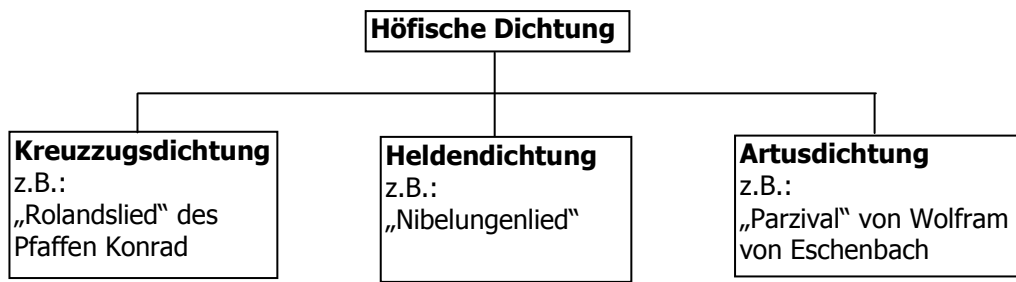 Höfische Dichtung
Kreuzzugsdichtung
z.B.:
„Rolandslied“ des
Pfaffen Konrad
Heldendichtung
z.B.:
„Nibelungenlied“
Artusdichtung
z.B.:
„Parzival“ von Wolfram
von Eschenbach